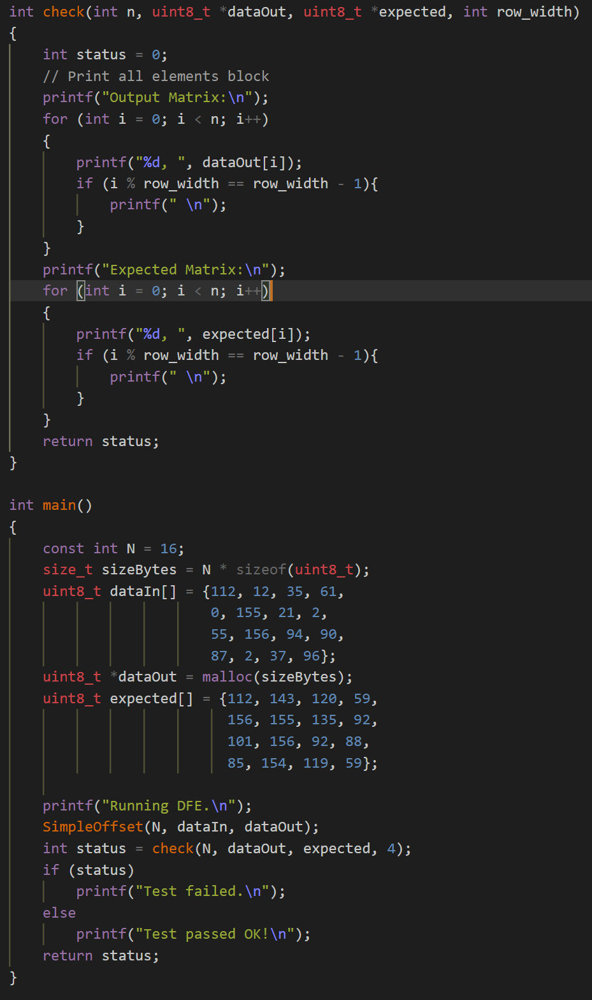 int check(int n, uint8_t *dataOut, uint8_t *expected, int row_width)
{
    int status = 0;
    // Print all elements block
    printf("Output Matrix:\n");
    for (int i = 0; i < n; i++)
    {
        printf("%d, ", dataOut[i]);
        if (i % row_width == row_width - 1){
            printf(" \n");
        }
    }
    printf("Expected Matrix:\n");
    for (int i = 0; i < n; i++)
    {
        printf("%d, ", expected[i]);
        if (i % row_width == row_width - 1){
            printf(" \n");
        }
    }
    return status;
}

int main()
{
    const int N = 16;
    size_t sizeBytes = N * sizeof(uint8_t);
    uint8_t dataIn[] = {112, 12, 35, 61,
                        0, 155, 21, 2,
                        55, 156, 94, 90,
                        87, 2, 37, 96};
    uint8_t *dataOut = malloc(sizeBytes);
    uint8_t expected[] = {112, 143, 120, 59,
                          156, 155, 135, 92,
                          101, 156, 92, 88,
                          85, 154, 119, 59};

    printf("Running DFE.\n");
    SimpleOffset(N, dataIn, dataOut);
    int status = check(N, dataOut, expected, 4);
    if (status)
        printf("Test failed.\n");
    else
        printf("Test passed OK!\n");
    return status;
}